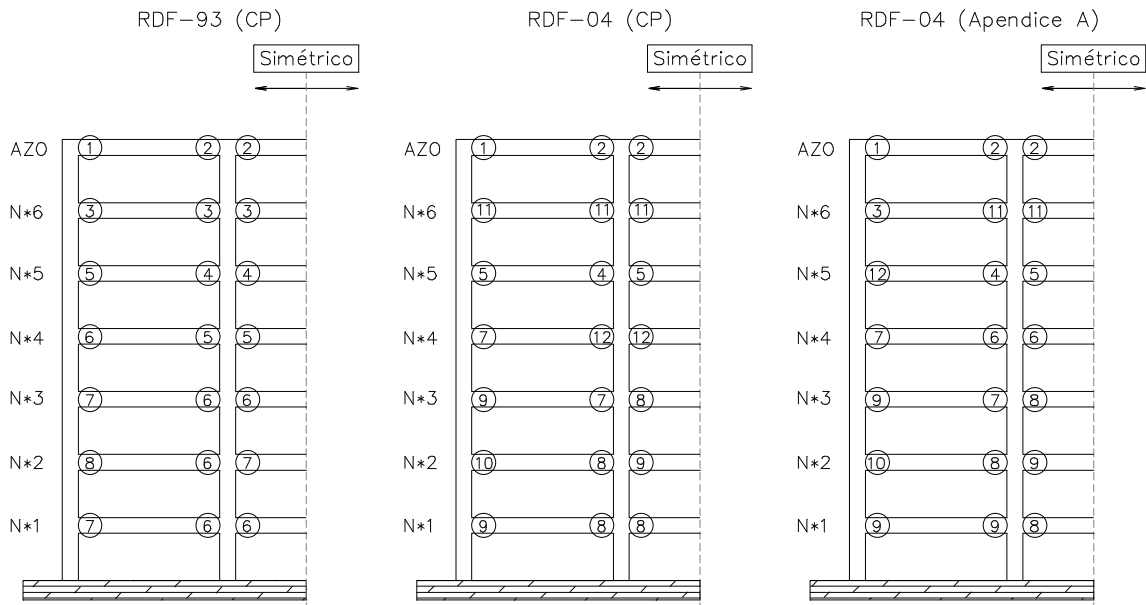 RDF-93 (CP) RDF-04 (CP) RDF-04 (Apendice A)
Simétrico Simétrico Simétrico
AZO 1 2 2 AZO 1 2 2 AZO 1 2 2
N*6 3 3 3 N*6 11 11 11 N*6 3 11 11
N*5 5 4 4 N*5 5 4 5 N*5 12 4 5
N*4 6 5 5 N*4 7 12 12 N*4 7 6 6
N*3 7 6 6 N*3 9 7 8 N*3 9 7 8
N*2 8 6 7 N*2 10 8 9 N*2 10 8 9
N*1 7 6 6 N*1 9 8 8 N*1 9 9 8